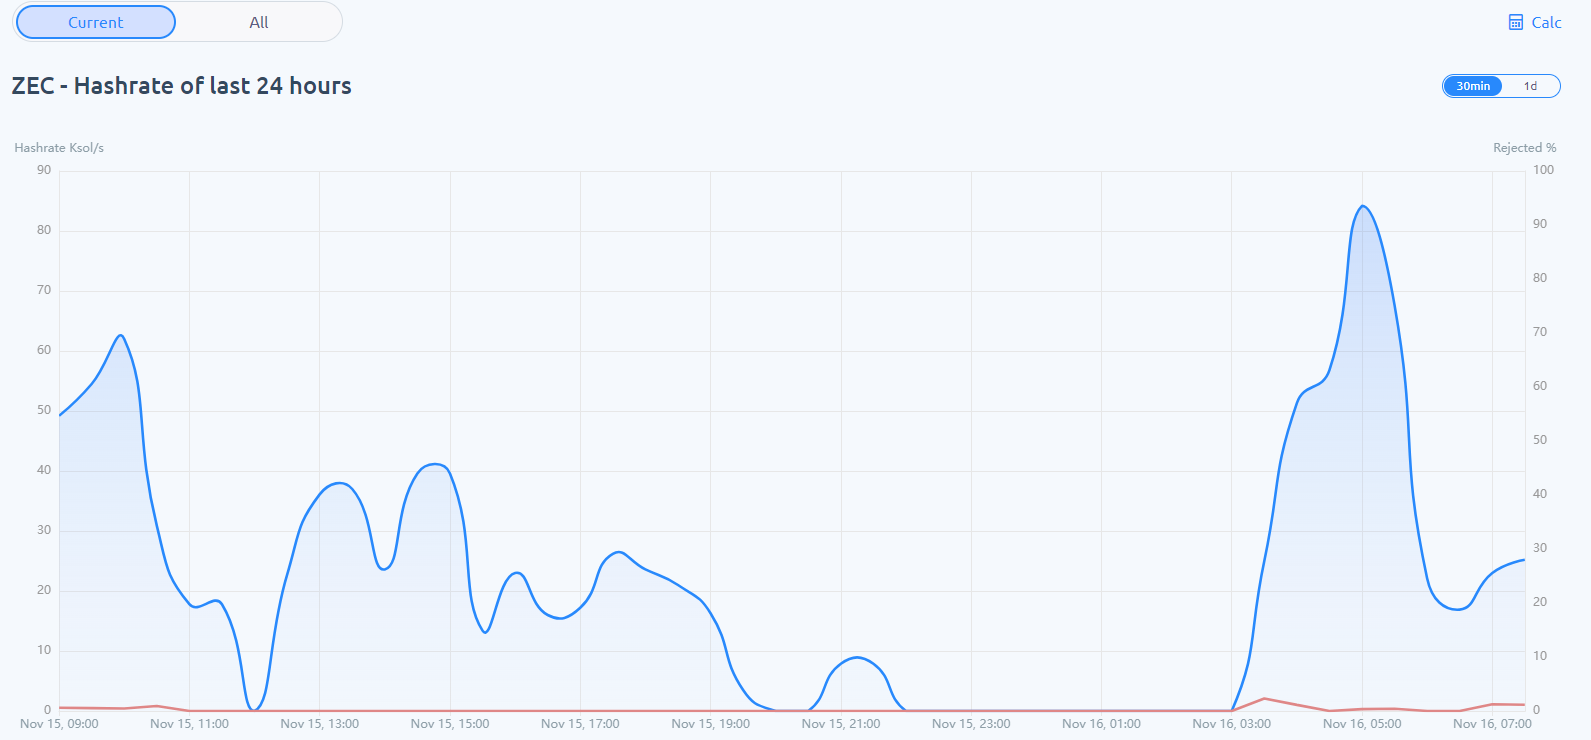 Current All Calc
ZEC - Hashrate of last 24 hours 30min 1d
Hashrate Ksol/s Rejected %
90 100
80 90
70 80
60 70
50 60
40 50
30 40
20 30
10 20
0 10
0
Nov 15, 09:00 Nov 15, 11:00 Nov 15, 13:00 Nov 15, 15:00 Nov 15, 17:00 Nov 15, 19:00 Nov 15, 21:00 Nov 15, 23:00 Nov 16, 01:00 Nov 16, 03:00 Nov 16, 05:00 Nov 16, 07:00